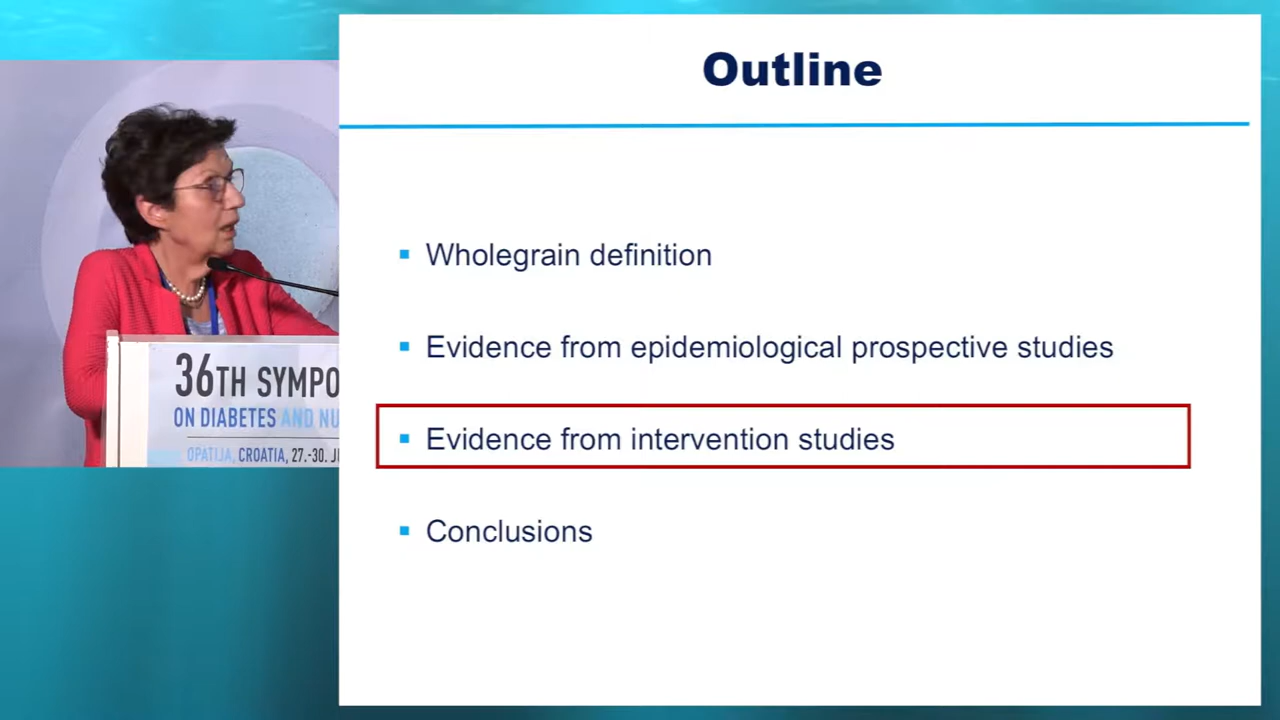 Outline
Wholegrain definition
Evidence from epidemiological prospective studies
Evidence from intervention studies
Conclusions
36TH SYMPO
ON DIABETES AND NU
OPATIJA, CROATIA, 27.-30. J